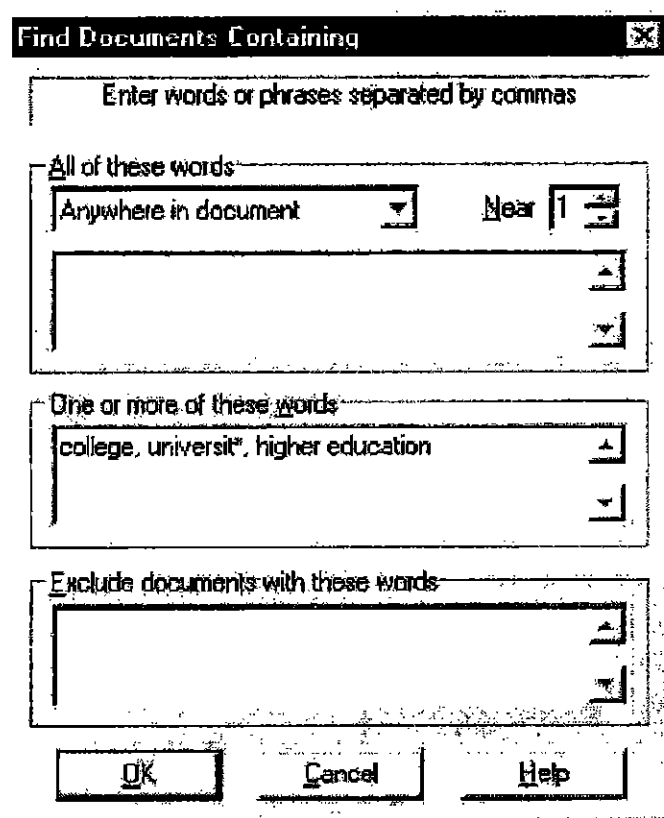 Find Documents Containing
Enter words or phrases separated by commas
All of these words
Anywhere in document Near 1
One or more of these words
college, universit*, higher education
Exclude documents with these words
OK Cancel Help